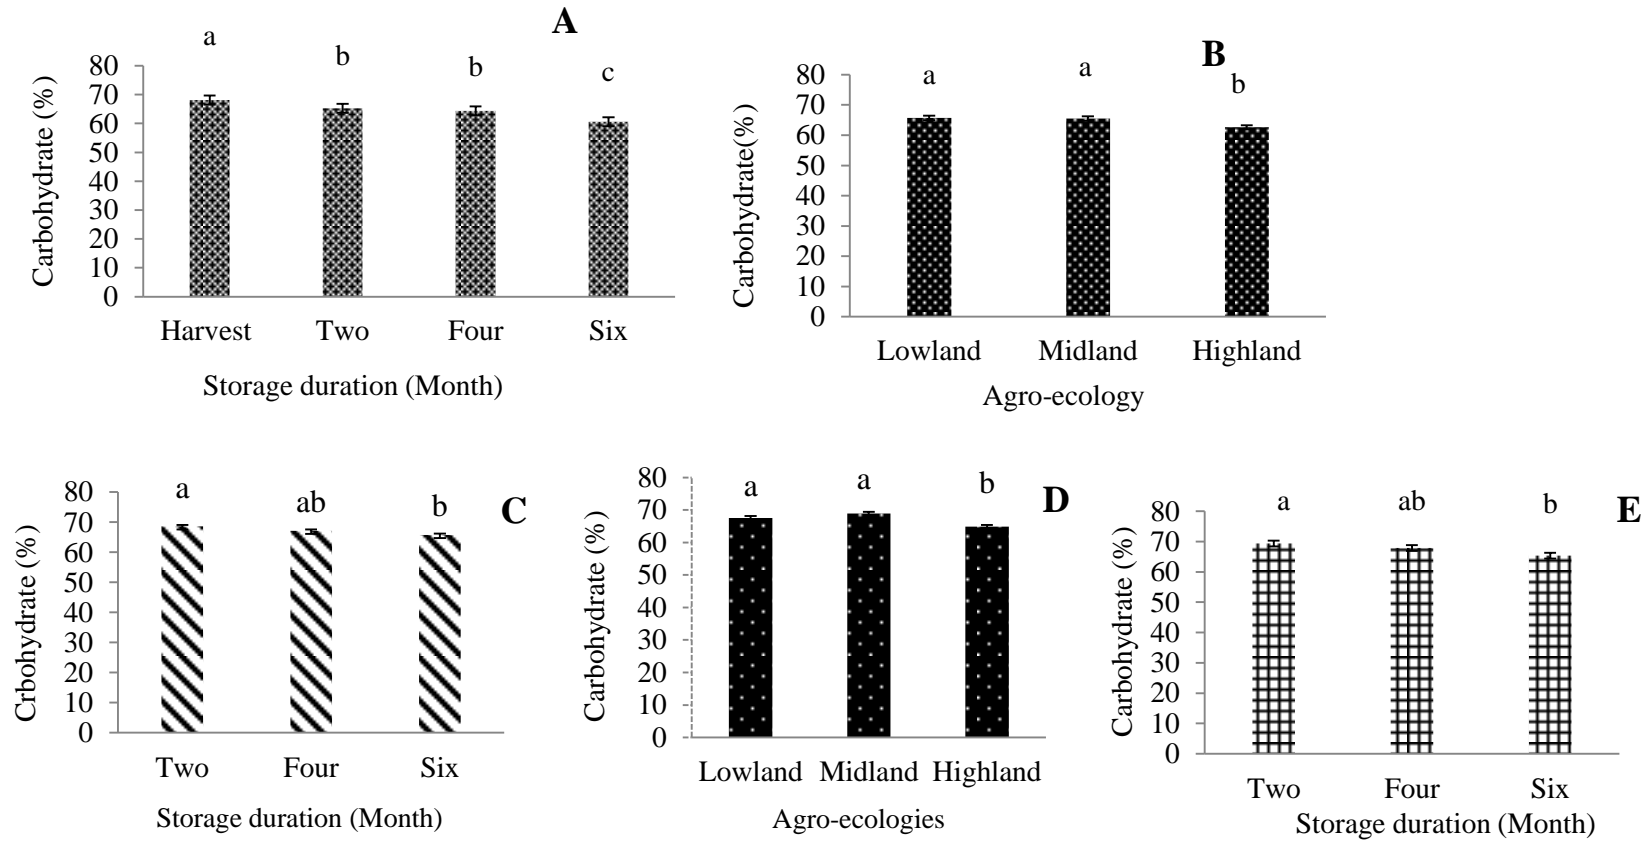 A
a b b c
Carbohydrate (%)
80
70
60
50
40
30
20
10
0
Harvest Two Four Six
Storage duration (Month)
B
a a b
Carbohydrate(%)
80
70
60
50
40
30
20
10
0
Lowland Midland Highland
Agro-ecology
C
a ab b
Crbohydrate (%)
80
70
60
50
40
30
20
10
0
Two Four Six
Storage duration (Month)
D
a a b
Carbohydrate (%)
80
70
60
50
40
30
20
10
0
Lowland Midland Highland
Agro-ecologies
E
a ab b
Carbohydrate (%)
80
70
60
50
40
30
20
10
0
Two Four Six
Storage duration (Month)